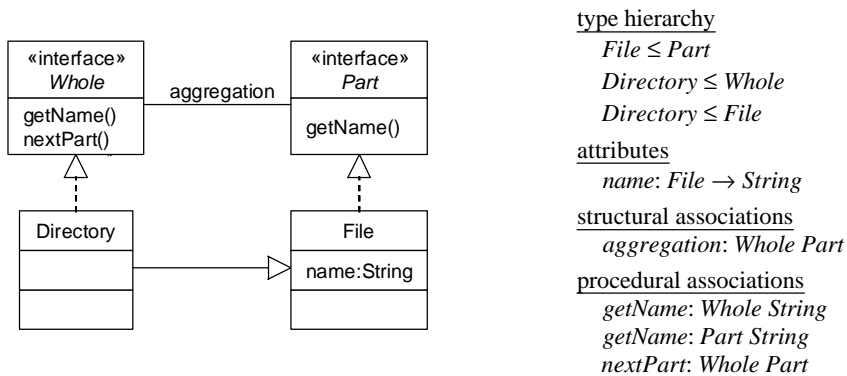 «interface»
Whole
getName()
nextPart()
aggregation
«interface»
Part
getName()
Directory
File
name:String
type hierarchy
File ≤ Part
Directory ≤ Whole
Directory ≤ File
attributes
name: File → String
structural associations
aggregation: Whole Part
procedural associations
getName: Whole String
getName: Part String
nextPart: Whole Part